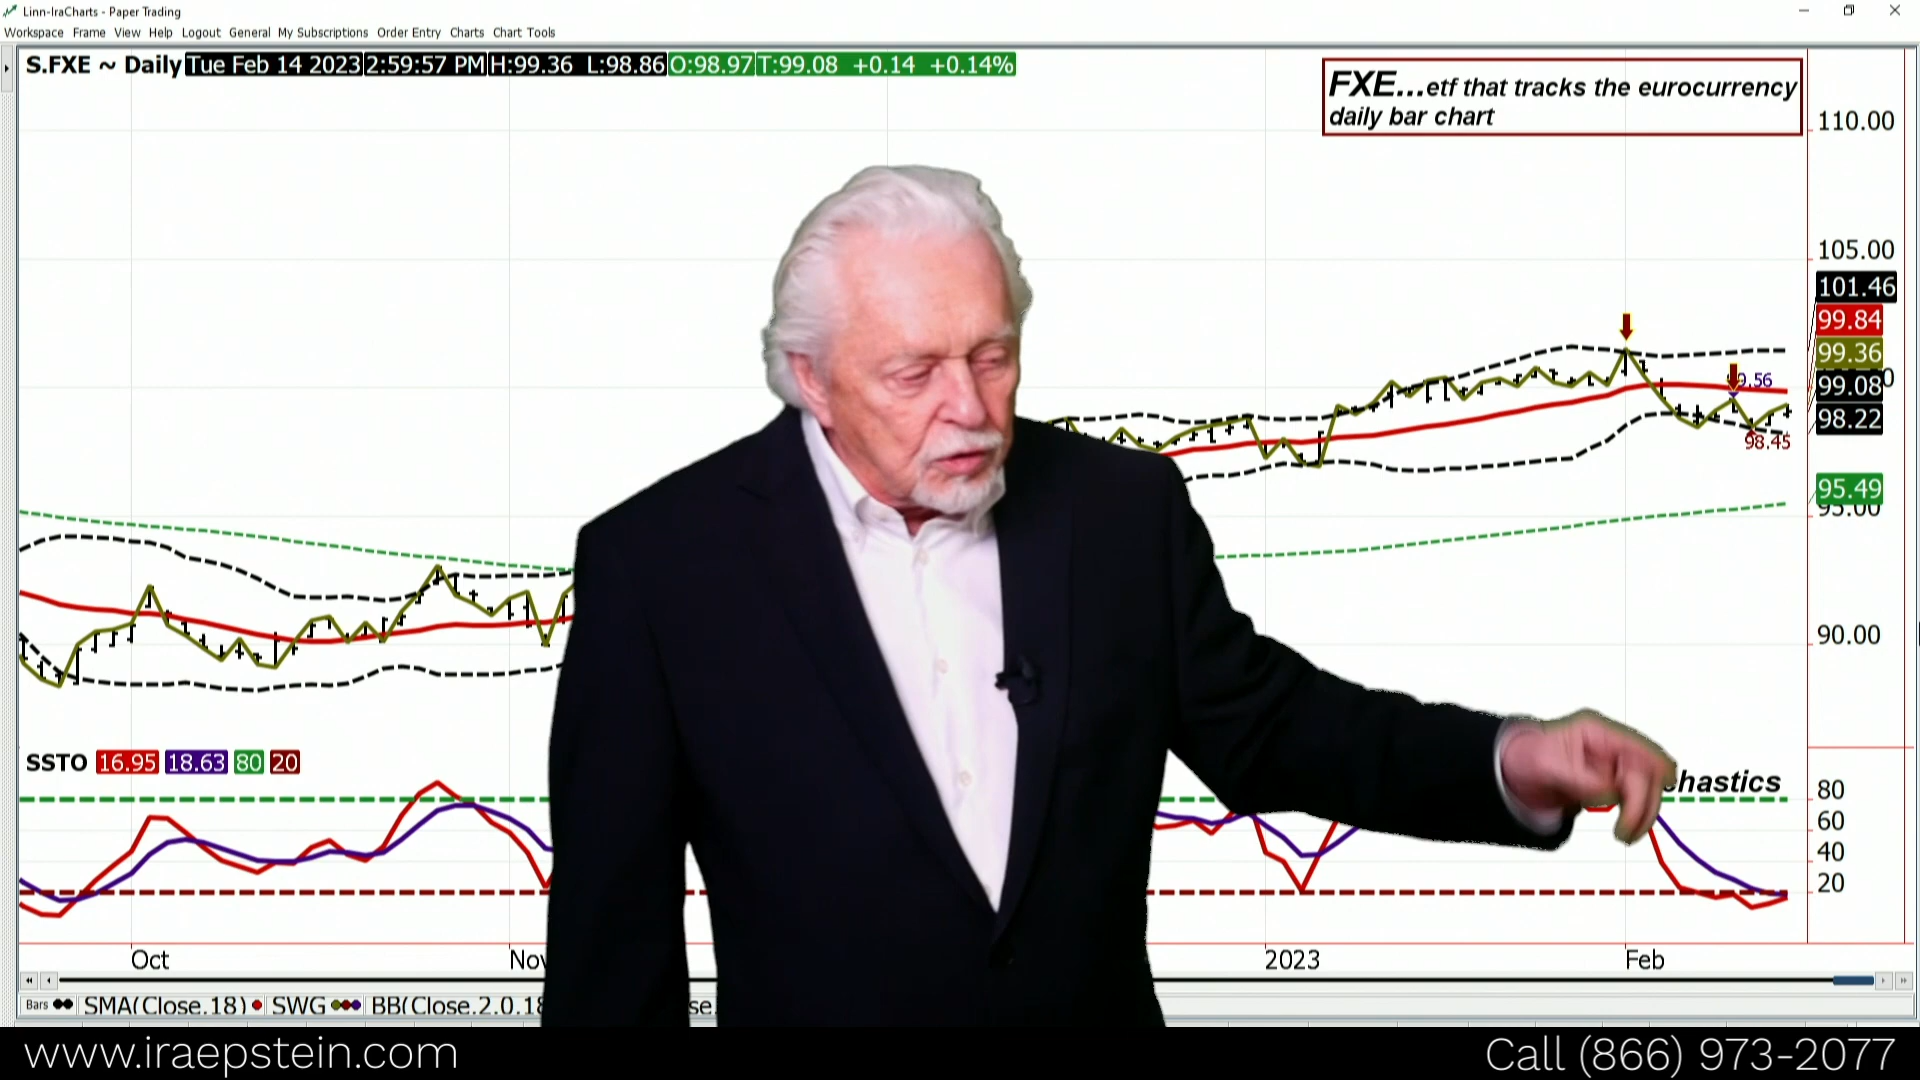 Linn-IraCharts - Paper Trading
Workspace Frame View Help Logout General My Subscriptions Order Entry Charts Chart Tools
S.FXE ~ Daily Tue Feb 14 2023 2:59:57 PM H:99.36 L:98.86 O:98.97 T:99.08 +0.14 +0.14%
FXE...etf that tracks the eurocurrency
daily bar chart
110.00
105.00
101.46
99.84
99.36
99.08
98.22
98.45
95.49
90.00
SSTO 16.95 18.63 80 20
80
60
40
20
Oct
2023
Feb
Bars SMA(Close.18) SWG BB(Close.2.0.18
www.iraepstein.com
Call (866) 973-2077